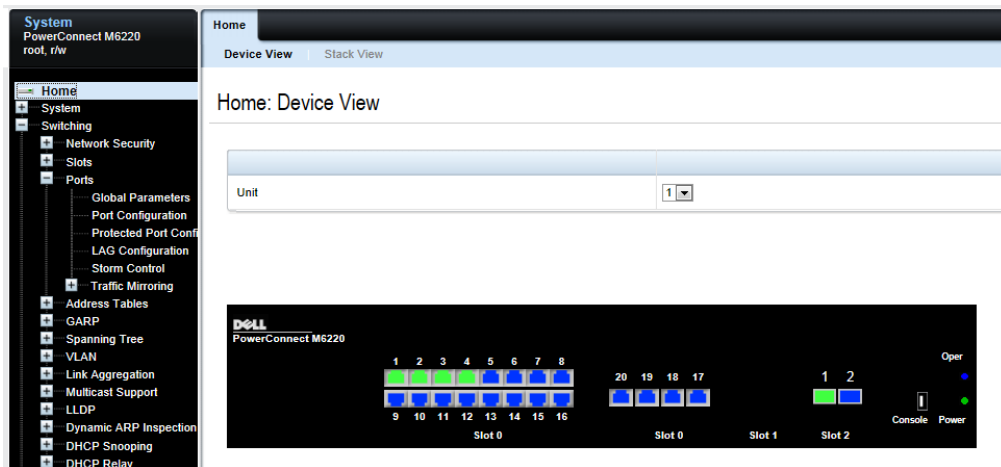 System
PowerConnect M6220
root, r/w
Home
System
Switching
Network Security
Slots
Ports
Global Parameters
Port Configuration
Protected Port Confi
LAG Configuration
Storm Control
Traffic Mirroring
Address Tables
GARP
Spanning Tree
VLAN
Link Aggregation
Multicast Support
LLDP
Dynamic ARP Inspection
DHCP Snooping
DHCP Relay
Home
Device View Stack View
Home: Device View
Unit 1
DELL
PowerConnect M6220
1 2 3 4 5 6 7 8
9 10 11 12 13 14 15 16
Slot 0
20 19 18 17
Slot 0
Slot 1
1 2
Slot 2
Console
Oper
Power